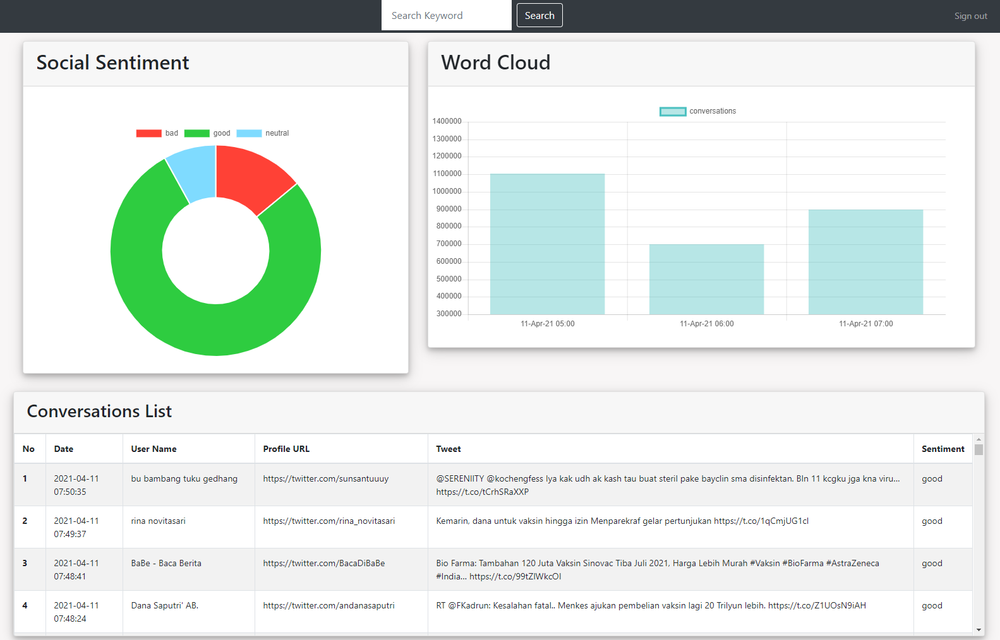 Search Keyword
Search
Sign out
Social Sentiment
bad good neutral
Word Cloud
conversations
1400000
1300000
1200000
1100000
1000000
900000
800000
700000
600000
500000
400000
300000
11-Apr-21 05:00 11-Apr-21 06:00 11-Apr-21 07:00
Conversations List
No Date User Name Profile URL Tweet Sentiment
1 2021-04-11 bu bambang tuku gedhang https://twitter.com/sunsantuuuy @SERENIITY @kochengfess Iya kak udh ak kash tau buat steril pake bayclin sma disinfektan. Bln 11 kcgku jga kna viru... good
07:50:35 https://t.co/tCrhSRaXXP
2 2021-04-11 rina novitasari https://twitter.com/rina_novitasari Kemarin, dana untuk vaksin hingga izin Menparekraf gelar pertunjukan https://t.co/1qCmjUG1cI good
07:49:37
3 2021-04-11 BaBe - Baca Berita https://twitter.com/BacaDiBaBe Bio Farma: Tambahan 120 Juta Vaksin Sinovac Tiba Juli 2021, Harga Lebih Murah #Vaksin #BioFarma #AstraZeneca good
07:48:41 #India... https://t.co/99tZlWkcOI
4 2021-04-11 Dana Saputri' AB. https://twitter.com/andanasaputri RT @FKadrun: Kesalahan fatal.. Menkes ajukan pembelian vaksin lagi 20 Trilyun lebih. https://t.co/Z1UOsN9iAH good
07:48:24